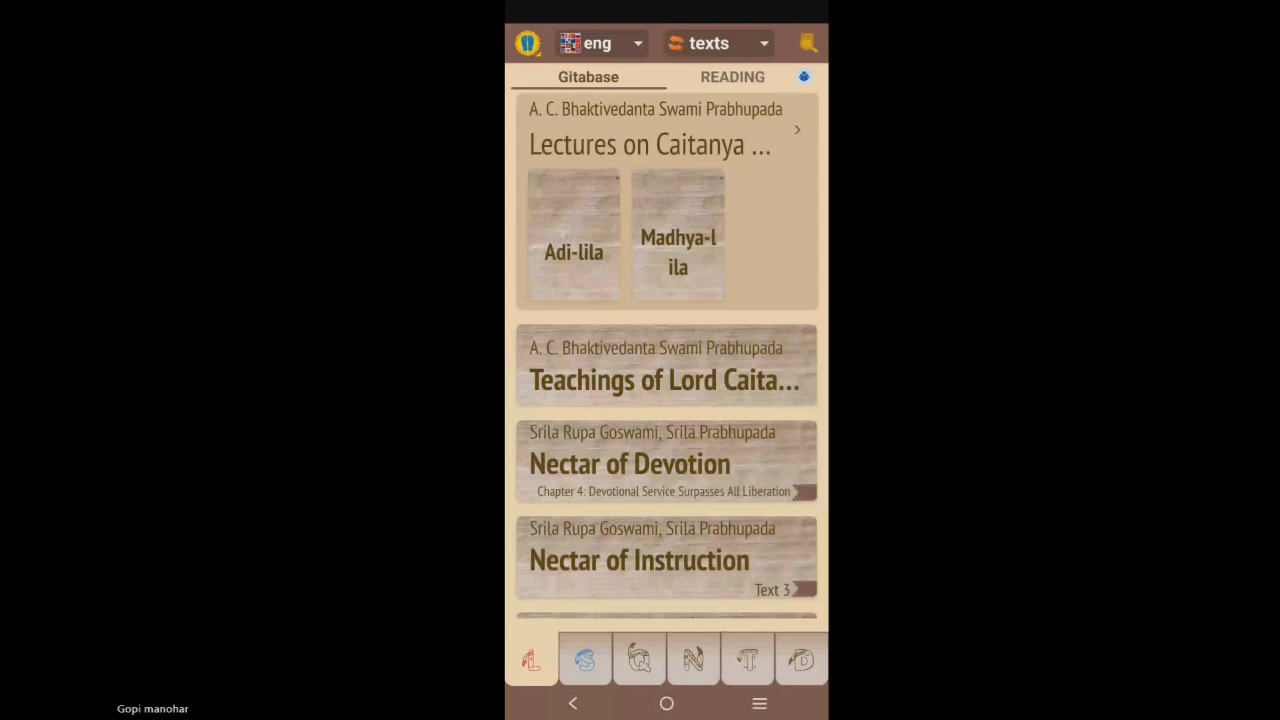 eng
texts
Gitabase
READING
A. C. Bhaktivedanta Swami Prabhupada
Lectures on Caitanya ...
Adi-lila
Madhya-l
ila
A. C. Bhaktivedanta Swami Prabhupada
Teachings of Lord Caita...
Srila Rupa Goswami, Srila Prabhupada
Nectar of Devotion
Chapter 4: Devotional Service Surpasses All Liberation
Srila Rupa Goswami, Srila Prabhupada
Nectar of Instruction
Text 3
L S Q N T D
Gopi manohar